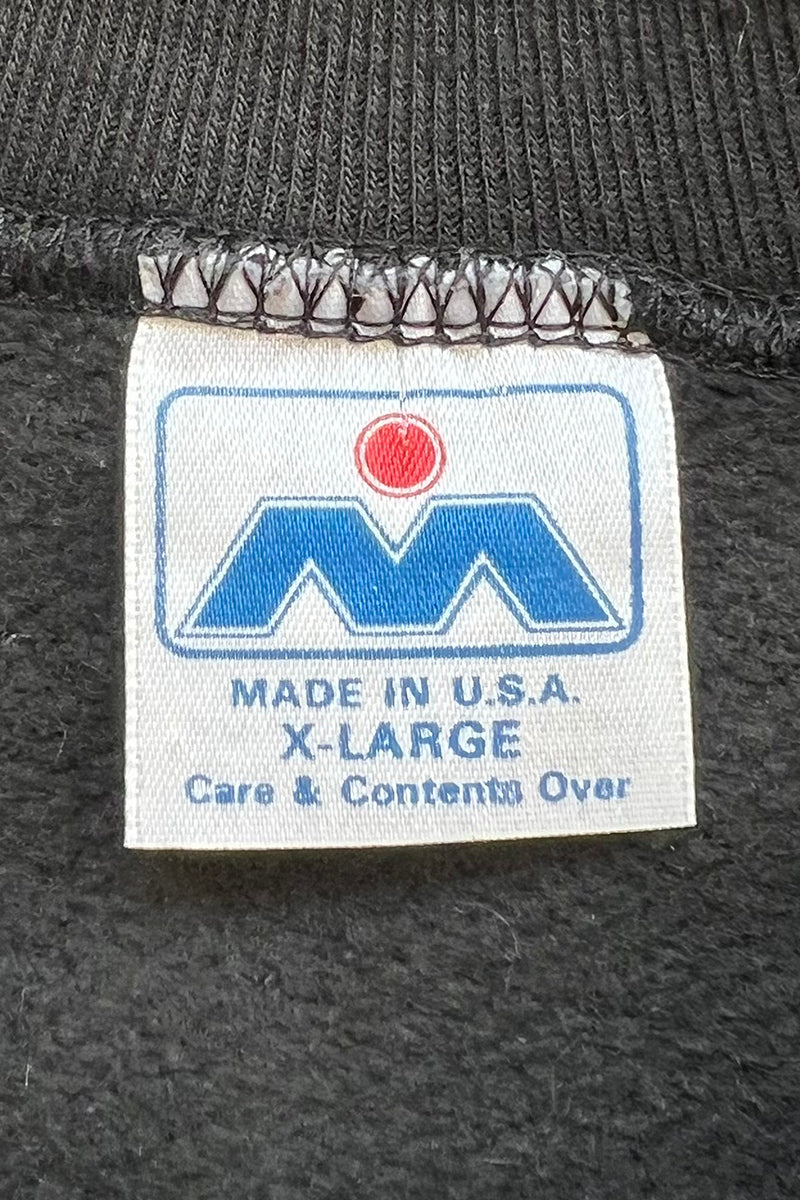 M
MADE IN U.S.A.
X-LARGE
Care & Contents Over